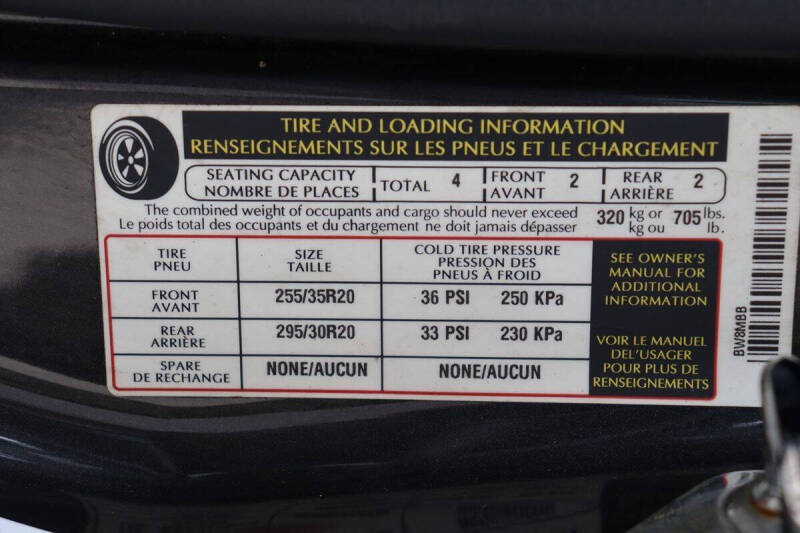 TIRE AND LOADING INFORMATION
RENSEIGNEMENTS SUR LES PNEUS ET LE CHARGEMENT
SEATING CAPACITY
NOMBRE DE PLACES
TOTAL 4
FRONT
AVANT 2
REAR
ARRIÈRE 2
The combined weight of occupants and cargo should never exceed 320 kg or 705 lbs.
Le poids total des occupants et du chargement ne doit jamais dépasser kg ou lb.
TIRE
PNEU
SIZE
TAILLE
COLD TIRE PRESSURE
PRESSION DES
PNEUS À FROID
FRONT
AVANT
255/35R20
36 PSI 250 KPa
REAR
ARRIÈRE
295/30R20
33 PSI 230 KPa
SPARE
DE RECHANGE
NONE/AUCUN
NONE/AUCUN
SEE OWNER'S
MANUAL FOR
ADDITIONAL
INFORMATION
VOIR LE MANUEL
DEL'USAGER
POUR PLUS DE
RENSEIGNEMENTS
BW8MBB